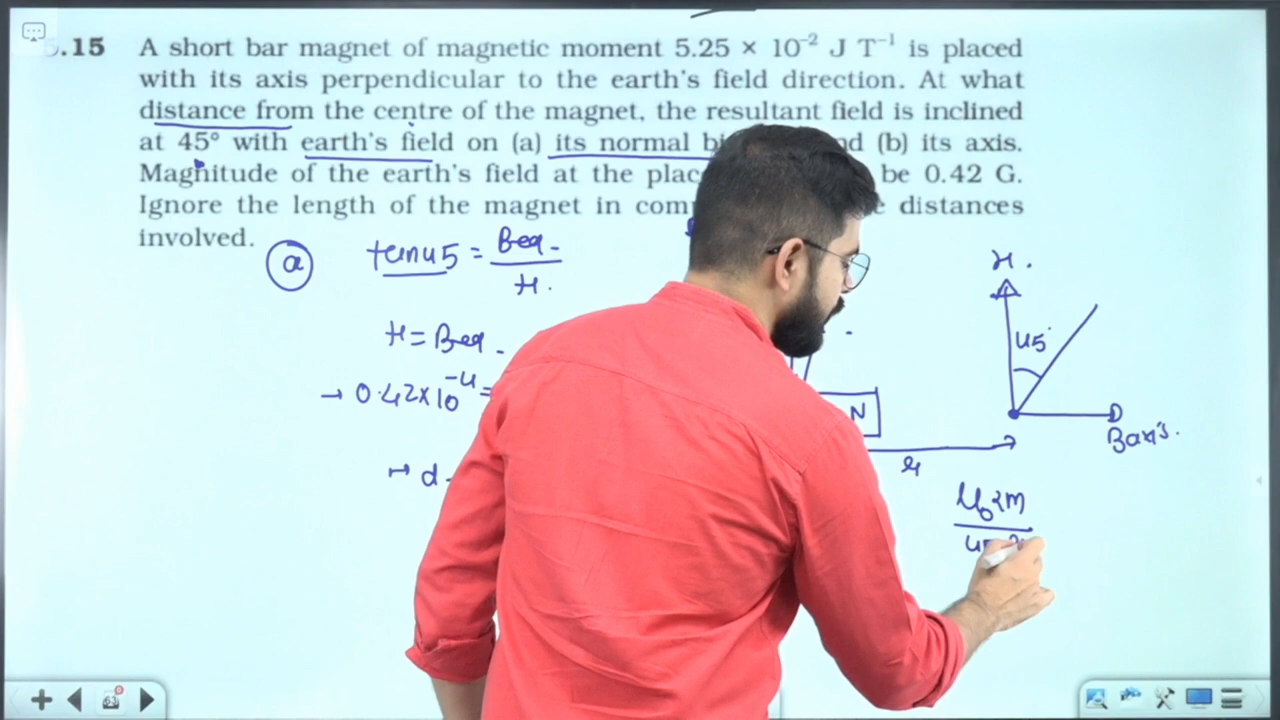 5.15 A short bar magnet of magnetic moment 5.25 × 10⁻² J T⁻¹ is placed
with its axis perpendicular to the earth's field direction. At what
distance from the centre of the magnet, the resultant field is inclined
at 45° with earth's field on (a) its normal and (b) its axis.
Magnitude of the earth's field at the be 0.42 G.
Ignore the length of the magnet in distances
involved.
(a) tan45 = Beq. / H.
H = Beq.
→ 0.42×10⁻⁴ =
→ d
N
r
H.
45°
Baxis.
μ₀2m